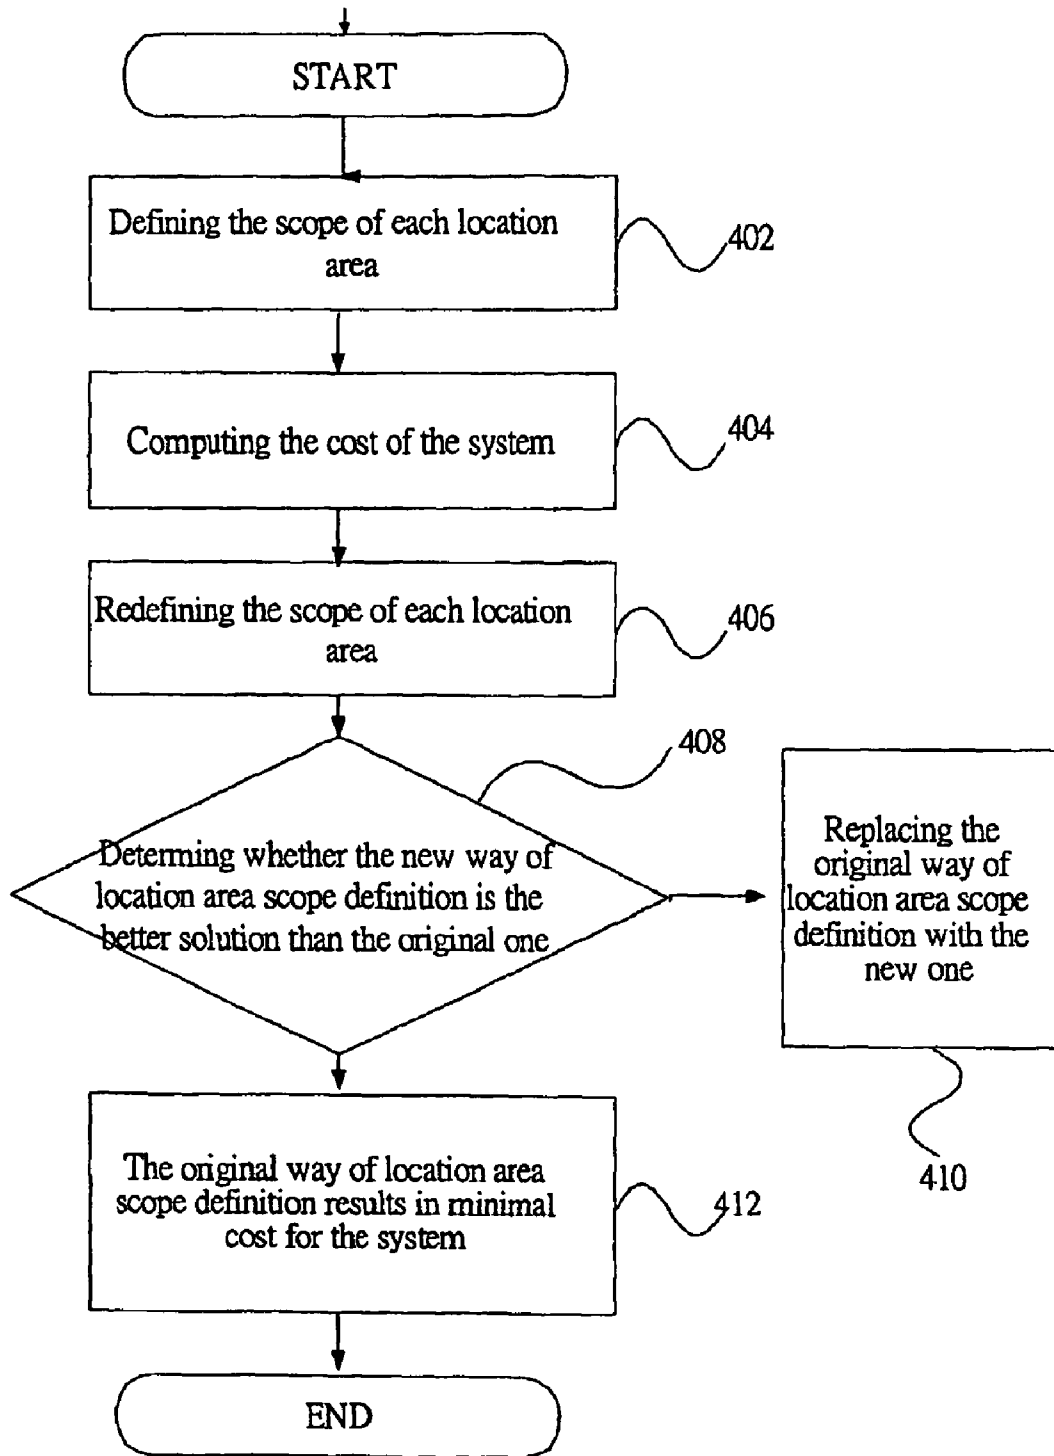 START
Defining the scope of each location
area
402
Computing the cost of the system
404
Redefining the scope of each location
area
406
408
Determing whether the new way of
location area scope definition is the
better solution than the original one
Replacing the
original way of
location area scope
definition with the
new one
410
The original way of location area
scope definition results in minimal
cost for the system
412
END